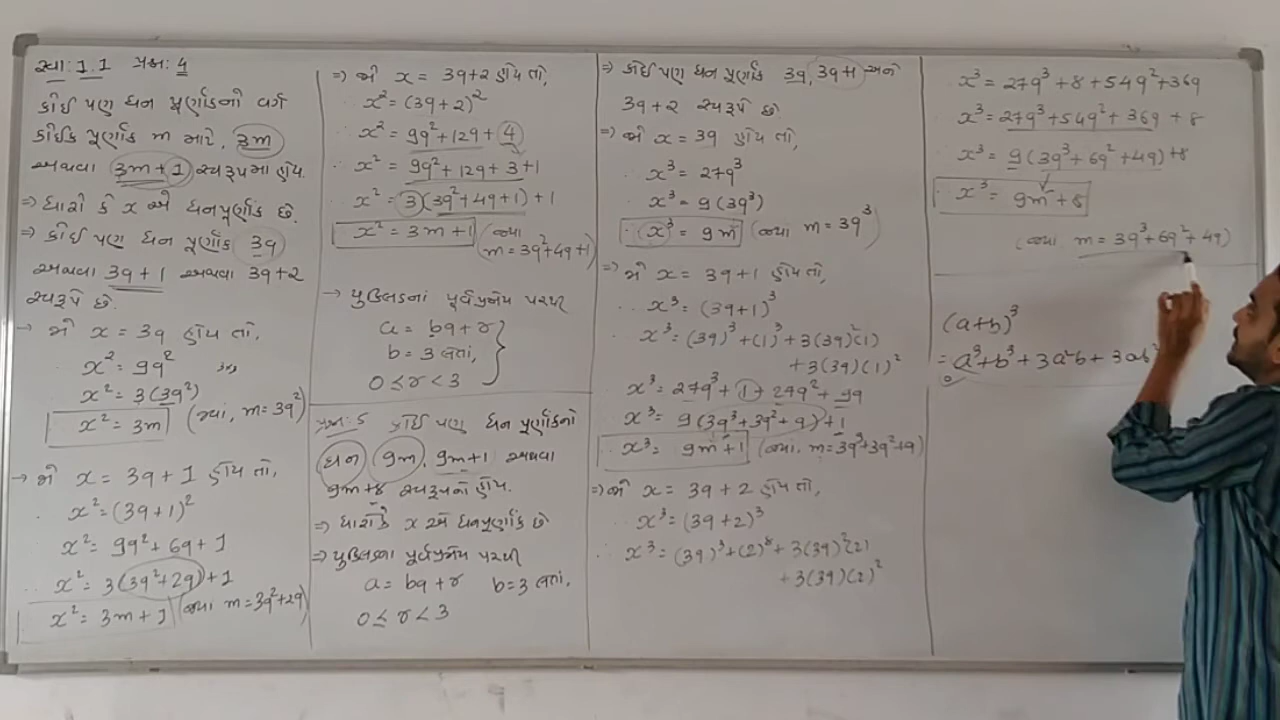 સ્વા: 1.1 પ્રશ્ન: 4
કોઈ પણ ધન પૂર્ણાંકનો વર્ગ
કોઈક પૂર્ણાંક m માટે, 3m
અથવા 3m+1 સ્વરૂપમાં હોય.
⇒ ધારો કે x એ ધનપૂર્ણાંક છે.
⇒ કોઈ પણ ધન પૂર્ણાંક 3q
અથવા 3q+1 અથવા 3q+2
સ્વરૂપે છે.
→ જો x = 3q હોય તો,
x² = 9q²
x² = 3(3q²)
x² = 3m (જ્યાં, m=3q²)
→ જો x = 3q+1 હોય તો,
∴ x² = (3q+1)²
x² = 9q²+6q+1
x² = 3(3q²+2q)+1
x² = 3m+1 (જ્યાં m=3q²+2q)
⇒ જો x = 3q+2 હોય તો,
∴ x² = (3q+2)²
∴ x² = 9q²+12q+4
∴ x² = 9q²+12q+3+1
x² = 3(3q²+4q+1)+1
x² = 3m+1 (જ્યાં
m=3q²+4q+1)
→ યુક્લિડનાં પૂર્વપ્રમેય પરથી
a = bq+r
b = 3 લેતાં,
0 ≤ r < 3
પ્રશ્ન: 5 કોઈ પણ ધન પૂર્ણાંકનો
ઘન 9m, 9m+1 અથવા
9m+8 સ્વરૂપનો હોય.
⇒ ધારોકે x એ ધનપૂર્ણાંક છે
⇒ યુક્લિડના પૂર્વપ્રમેય પરથી
a = bq+r b=3 લેતાં,
0 ≤ r < 3
⇒ કોઈ પણ ધન પૂર્ણાંક 3q, 3q+1 અને
3q+2 સ્વરૂપે છે.
⇒ જો x = 3q હોય તો,
∴ x³ = 27q³
∴ x³ = 9(3q³)
∴ x³ = 9m (જ્યાં m=3q³)
⇒ જો x = 3q+1 હોય તો,
∴ x³ = (3q+1)³
∴ x³ = (3q)³+(1)³+3(3q)²(1)
+3(3q)(1)²
x³ = 27q³+1+27q²+9q
x³ = 9(3q³+3q²+q)+1
x³ = 9m+1 (જ્યાં, m=3q³+3q²+q)
⇒ જો x = 3q+2 હોય તો,
∴ x³ = (3q+2)³
∴ x³ = (3q)³+(2)³+3(3q)²(2)
+3(3q)(2)²
x³ = 27q³+8+54q²+36q
x³ = 27q³+54q²+36q+8
x³ = 9(3q³+6q²+4q)+8
x³ = 9m+8
(જ્યાં m=3q³+6q²+4q)
(a+b)³
= a³+b³+3a²b+3ab²